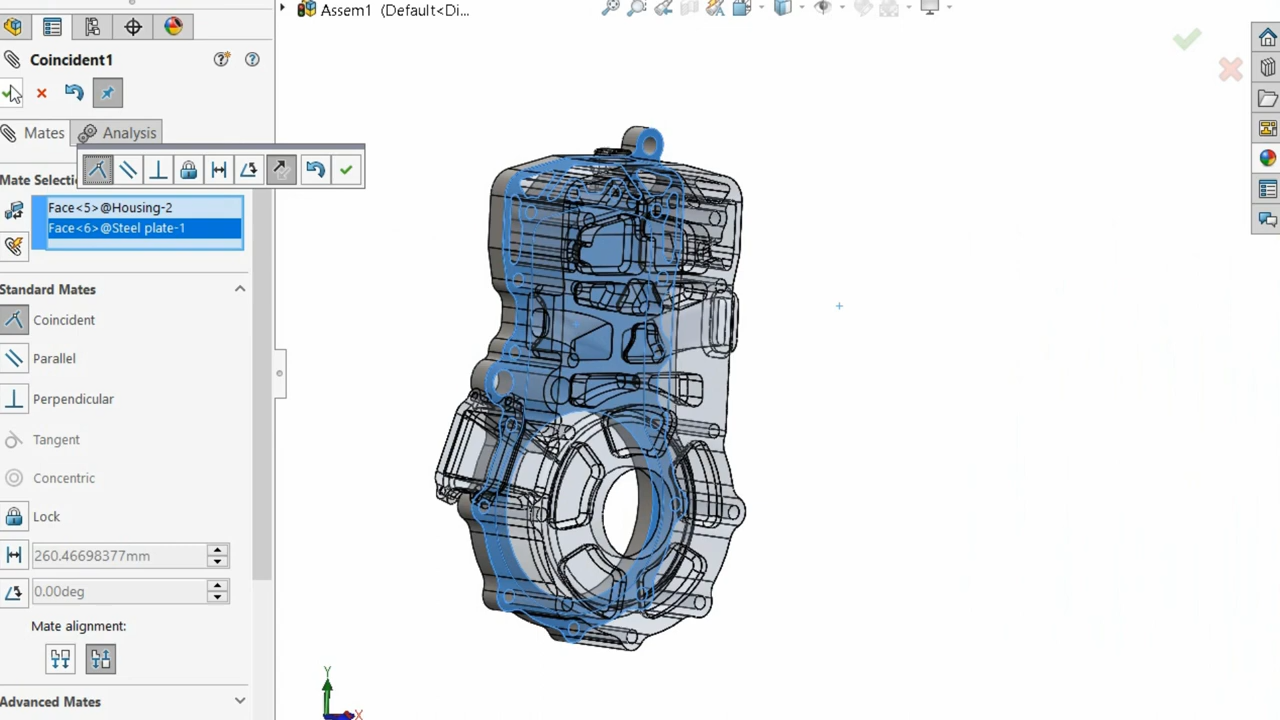 Assem1 (Default<Di...
Coincident1
Mates
Analysis
Mate Selectio
Face<5>@Housing-2
Face<6>@Steel plate-1
Standard Mates
Coincident
Parallel
Perpendicular
Tangent
Concentric
Lock
260.46698377mm
0.00deg
Mate alignment:
Advanced Mates
Y
X